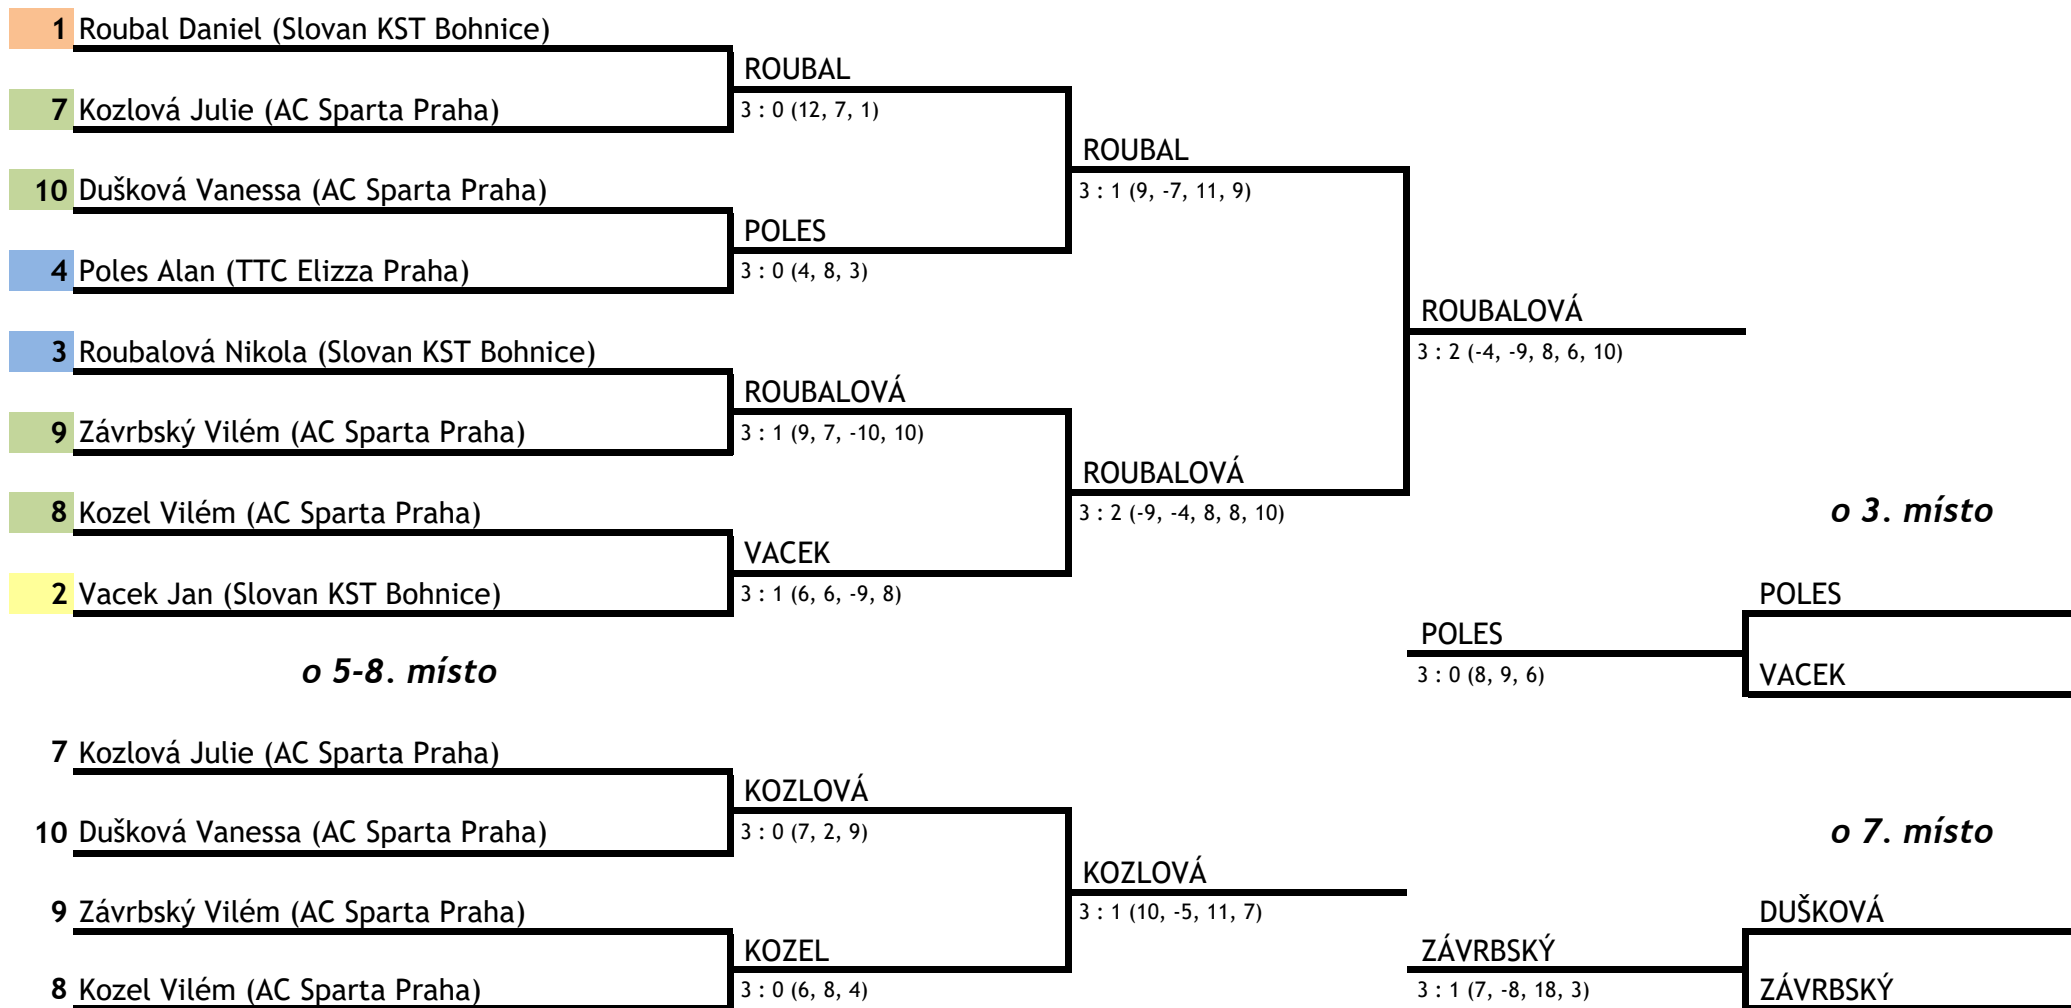 1 Roubal Daniel (Slovan KST Bohnice)
ROUBAL
7 Kozlová Julie (AC Sparta Praha)
3 : 0 (12, 7, 1)
ROUBAL
10 Dušková Vanessa (AC Sparta Praha)
3 : 1 (9, -7, 11, 9)
POLES
4 Poles Alan (TTC Elizza Praha)
3 : 0 (4, 8, 3)
ROUBALOVÁ
3 Roubalová Nikola (Slovan KST Bohnice)
3 : 2 (-4, -9, 8, 6, 10)
ROUBALOVÁ
9 Závrbský Vilém (AC Sparta Praha)
3 : 1 (9, 7, -10, 10)
ROUBALOVÁ
8 Kozel Vilém (AC Sparta Praha)
3 : 2 (-9, -4, 8, 8, 10)
o 3. místo
VACEK
2 Vacek Jan (Slovan KST Bohnice)
3 : 1 (6, 6, -9, 8)
POLES
POLES
o 5-8. místo
3 : 0 (8, 9, 6)
VACEK
7 Kozlová Julie (AC Sparta Praha)
KOZLOVÁ
10 Dušková Vanessa (AC Sparta Praha)
3 : 0 (7, 2, 9)
o 7. místo
KOZLOVÁ
9 Závrbský Vilém (AC Sparta Praha)
3 : 1 (10, -5, 11, 7)
DUŠKOVÁ
KOZEL
ZÁVRBSKÝ
8 Kozel Vilém (AC Sparta Praha)
3 : 0 (6, 8, 4)
3 : 1 (7, -8, 18, 3)
ZÁVRBSKÝ